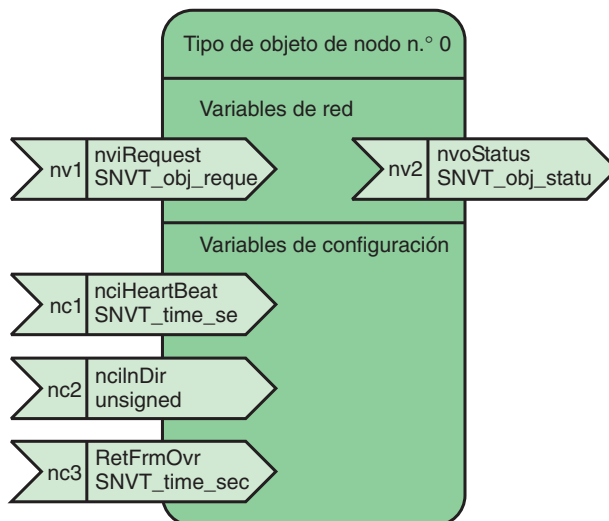 Tipo de objeto de nodo n.° 0
Variables de red
nv1
nviRequest
SNVT_obj_reque
nv2
nvoStatus
SNVT_obj_statu
Variables de configuración
nc1
nciHeartBeat
SNVT_time_se
nc2
nciInDir
unsigned
nc3
RetFrmOvr
SNVT_time_sec